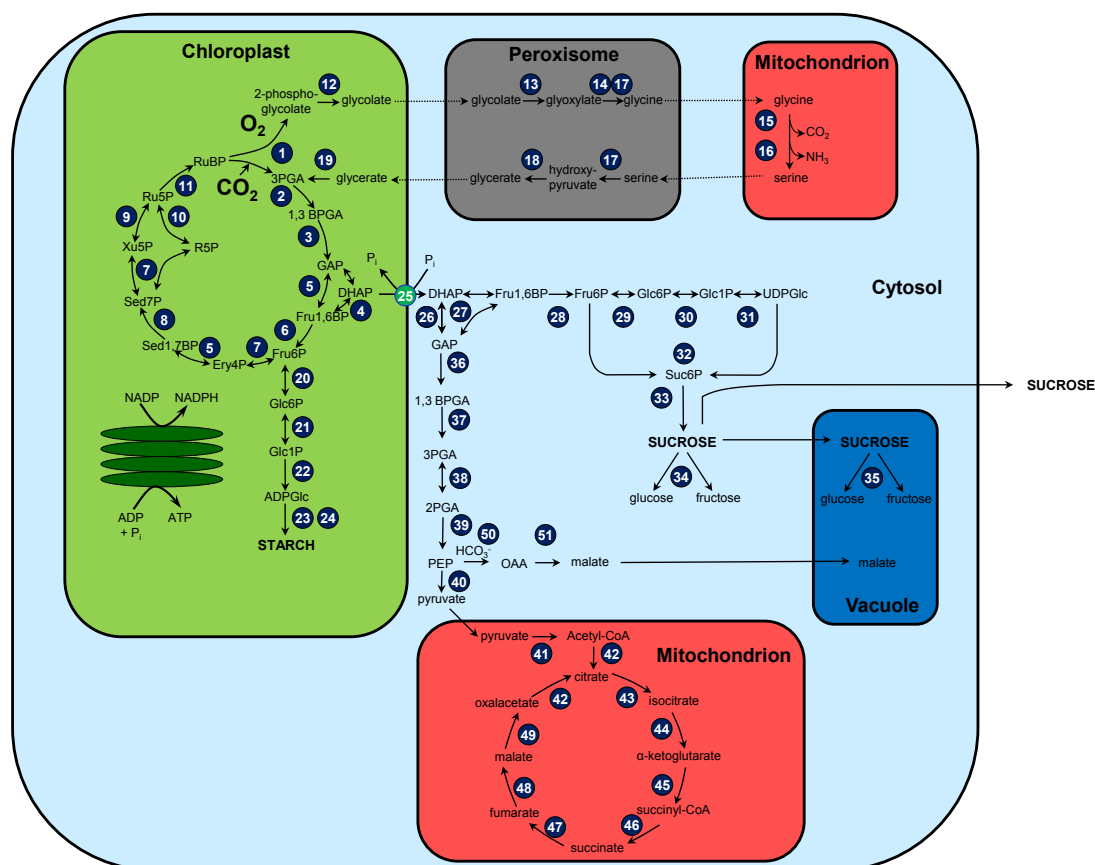 Chloroplast
Peroxisome
Mitochondrion
12
2-phospho-
glycolate
glycolate
13
glycolate
glyoxylate
14
17
glycine
glycine
15
CO2
16
NH3
serine
O2
1
RuBP
CO2
19
3PGA
glycerate
2
18
glycerate
hydroxy-
pyruvate
17
serine
11
Ru5P
9
10
1,3 BPGA
3
Xu5P
7
R5P
GAP
5
DHAP
4
Pi
Pi
25
Sed7P
8
Fru1,6BP
6
Sed1,7BP
5
Ery4P
7
Fru6P
20
Glc6P
21
Glc1P
22
ADPGlc
23
24
STARCH
NADP
NADPH
ADP
+ Pi
ATP
Cytosol
DHAP
Fru1,6BP
Fru6P
Glc6P
Glc1P
UDPGlc
26
27
28
29
30
31
GAP
36
32
Suc6P
33
1,3 BPGA
37
SUCROSE
SUCROSE
34
glucose
fructose
SUCROSE
35
glucose
fructose
3PGA
38
2PGA
39
50
HCO3-
51
PEP
OAA
malate
malate
40
pyruvate
Vacuole
pyruvate
41
Acetyl-CoA
42
Mitochondrion
citrate
oxalacetate
42
43
isocitrate
49
44
malate
α-ketoglutarate
48
45
fumarate
succinyl-CoA
47
46
succinate